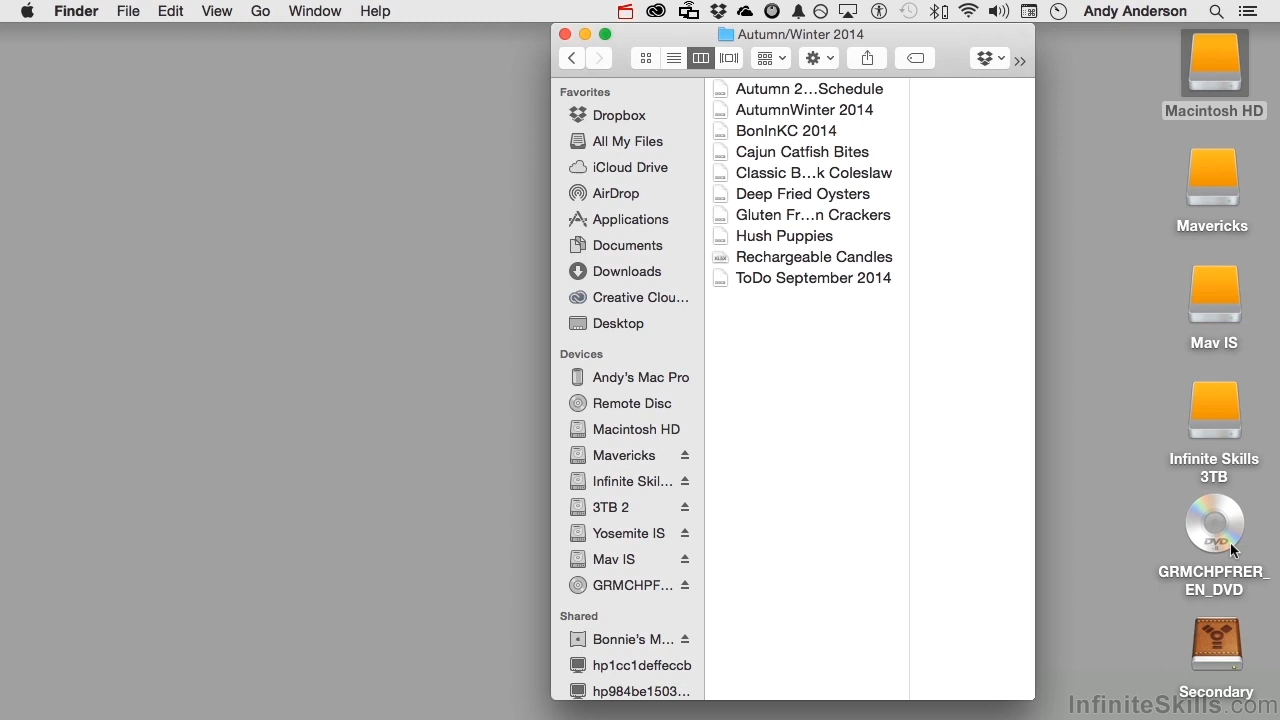 Finder File Edit View Go Window Help Andy Anderson
Autumn/Winter 2014
Favorites
Dropbox
All My Files
iCloud Drive
AirDrop
Applications
Documents
Downloads
Creative Clou...
Desktop
Devices
Andy's Mac Pro
Remote Disc
Macintosh HD
Mavericks
Infinite Skil...
3TB 2
Yosemite IS
Mav IS
GRMCHPF...
Shared
Bonnie's M...
hp1cc1deffeccb
hp984be1503...
Autumn 2...Schedule
AutumnWinter 2014
BonInKC 2014
Cajun Catfish Bites
Classic B...k Coleslaw
Deep Fried Oysters
Gluten Fr...n Crackers
Hush Puppies
XLSX Rechargeable Candles
ToDo September 2014
Macintosh HD
Mavericks
Mav IS
Infinite Skills
3TB
DVD
GRMCHPFRER_
EN_DVD
Secondary
InfiniteSkills.com